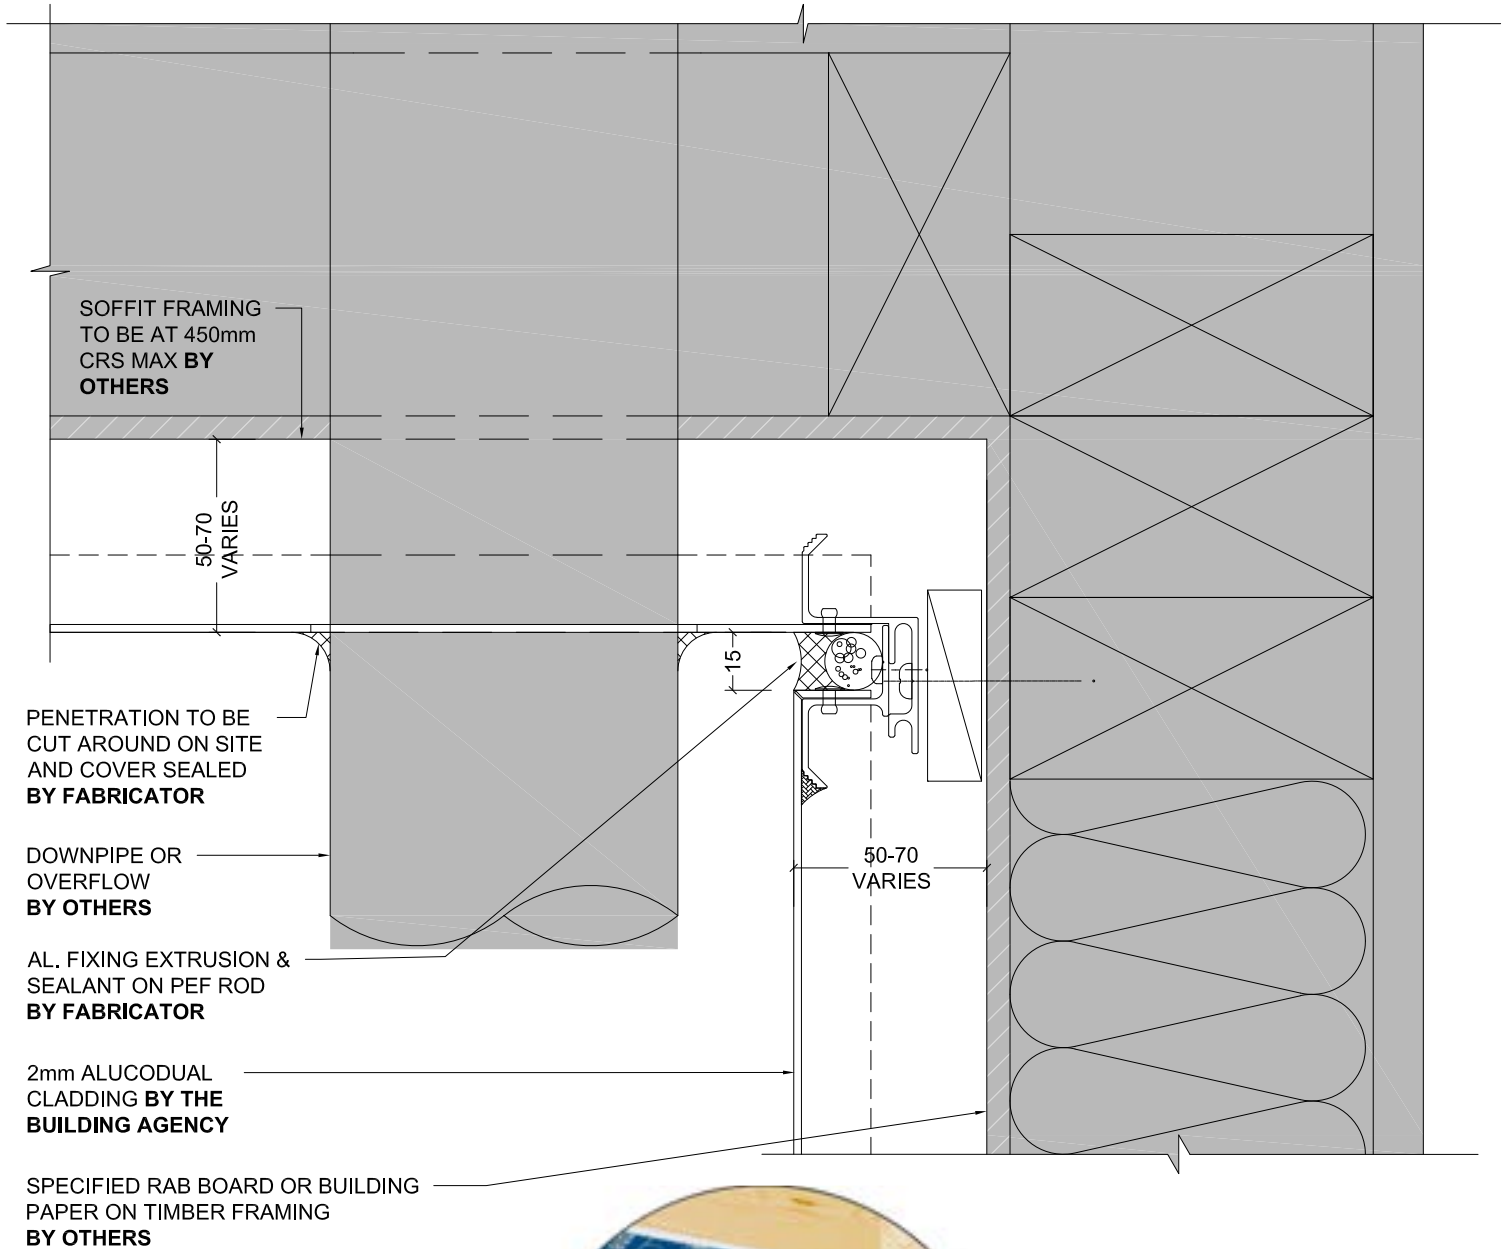 SOFFIT FRAMING
TO BE AT 450mm
CRS MAX BY
OTHERS
50-70
VARIES
15
PENETRATION TO BE
CUT AROUND ON SITE
AND COVER SEALED
BY FABRICATOR
50-70
VARIES
DOWNPIPE OR
OVERFLOW
BY OTHERS
AL. FIXING EXTRUSION &
SEALANT ON PEF ROD
BY FABRICATOR
2mm ALUCODUAL
CLADDING BY THE
BUILDING AGENCY
SPECIFIED RAB BOARD OR BUILDING
PAPER ON TIMBER FRAMING
BY OTHERS